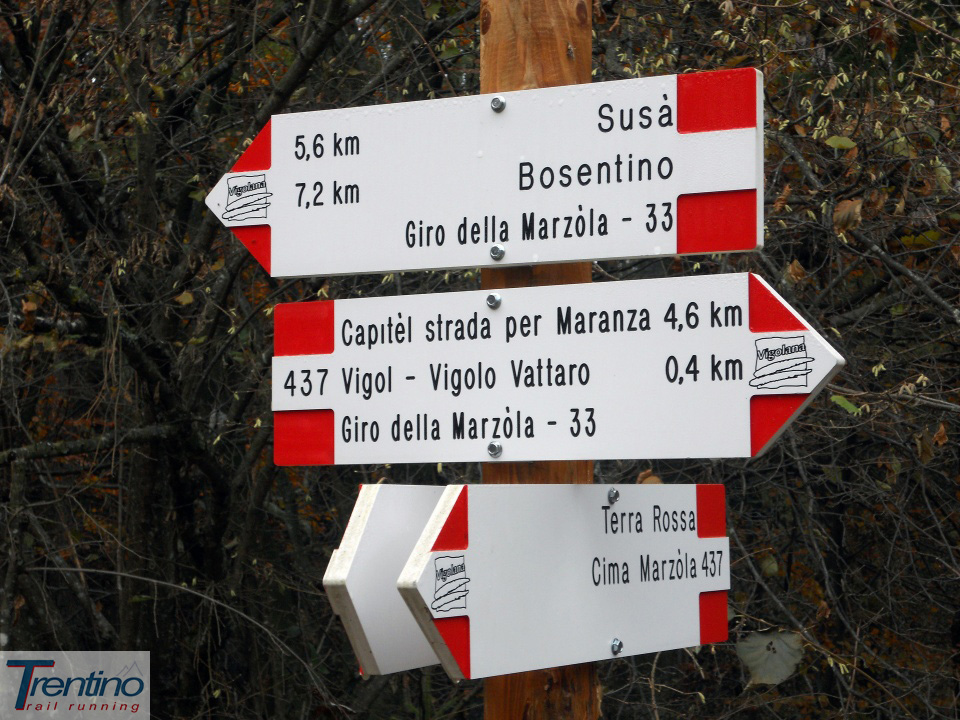 5,6 km Susà
Vigolana 7,2 km Bosentino
Giro della Marzòla - 33
Capıtèl strada per Maranza 4,6 km
437 Vigol - Vigolo Vattaro 0,4 km Vigolana
Giro della Marzòla - 33
Terra Rossa
Vigolana Cima Marzòla 437
Trentino
Trail running